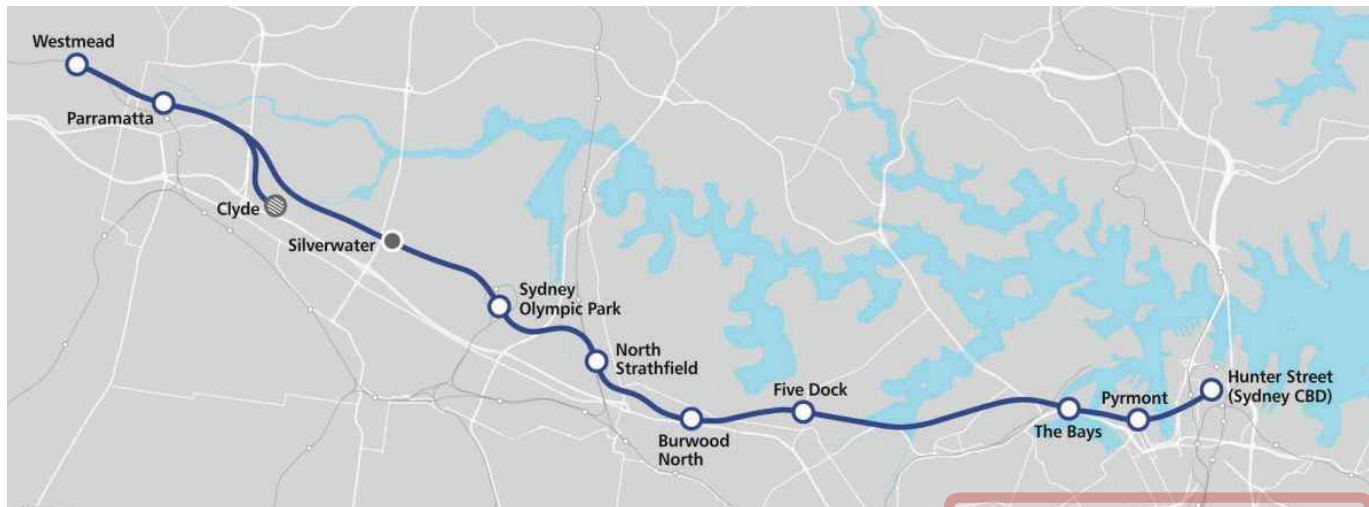 Westmead
Parramatta
Clyde
Silverwater
Sydney
Olympic Park
North
Strathfield
Burwood
North
Five Dock
The Bays
Pyrmont
Hunter Street
(Sydney CBD)